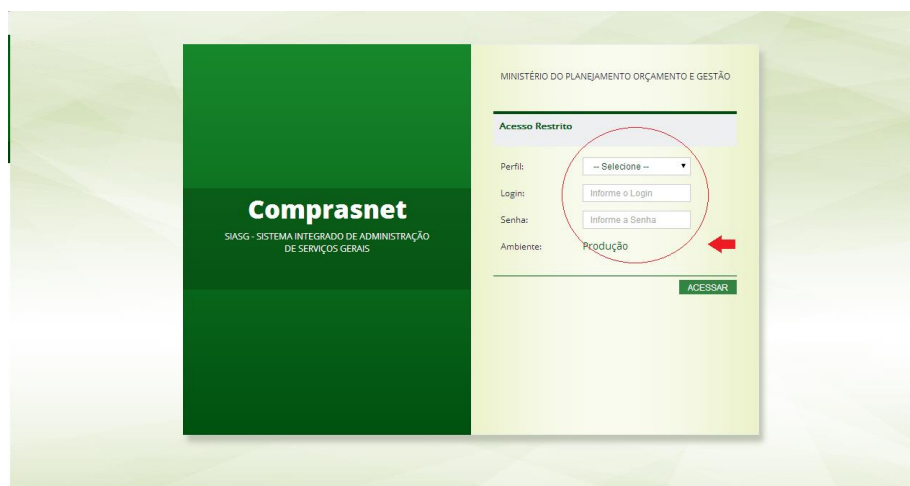 Comprasnet
SIASG - SISTEMA INTEGRADO DE ADMINISTRAÇÃO
DE SERVIÇOS GERAIS
MINISTÉRIO DO PLANEJAMENTO ORÇAMENTO E GESTÃO
Acesso Restrito
Perfil: -- Selecione --
Login: Informe o Login
Senha: Informe a Senha
Ambiente: Produção
ACESSAR